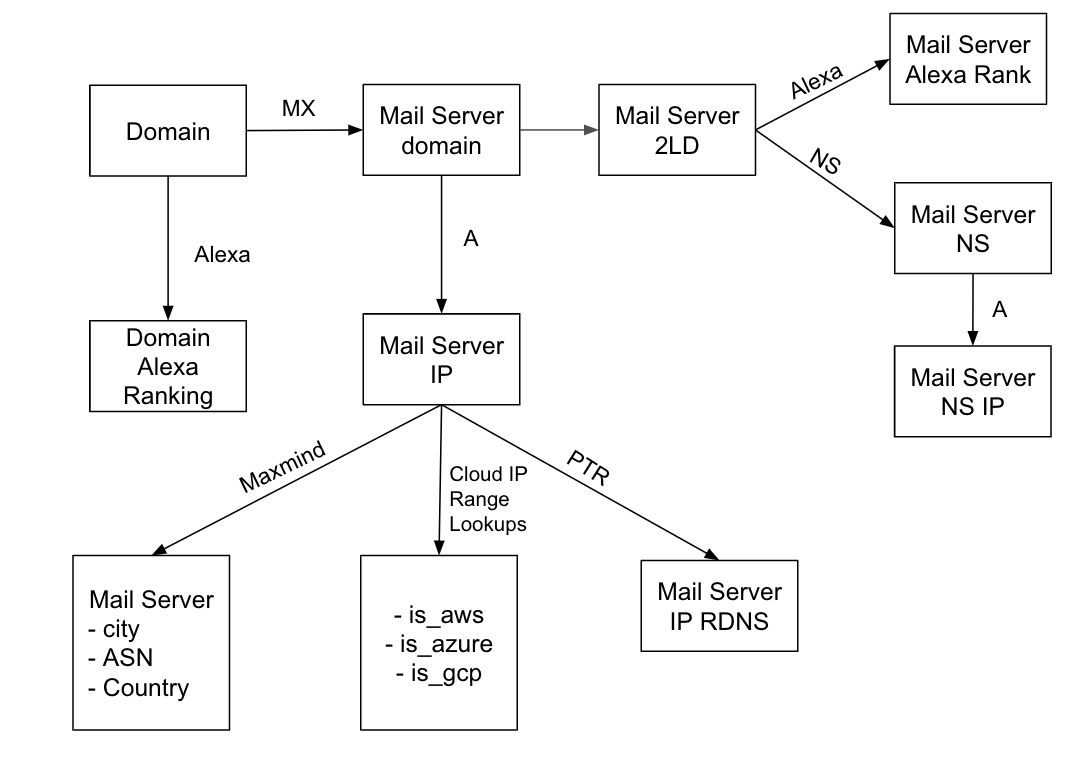 Mail Server
Alexa Rank
Alexa
MX
Domain
Mail Server
domain
Mail Server
2LD
NS
Mail Server
NS
Alexa
A
A
Domain
Alexa
Ranking
Mail Server
IP
Mail Server
NS IP
Maxmind
Cloud IP
Range
Lookups
PTR
Mail Server
- city
- ASN
- Country
- is_aws
- is_azure
- is_gcp
Mail Server
IP RDNS